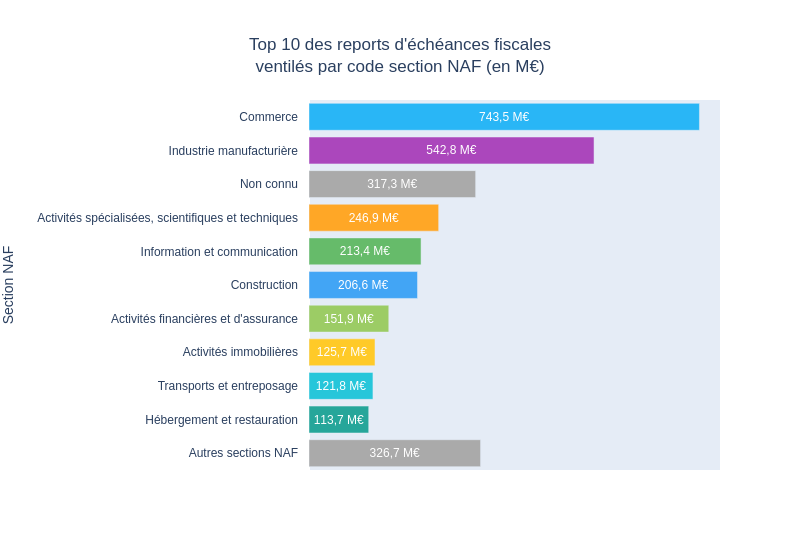 Top 10 des reports d'échéances fiscales
ventilés par code section NAF (en M€)
Section NAF
Commerce 743,5 M€
Industrie manufacturière 542,8 M€
Non connu 317,3 M€
Activités spécialisées, scientifiques et techniques 246,9 M€
Information et communication 213,4 M€
Construction 206,6 M€
Activités financières et d'assurance 151,9 M€
Activités immobilières 125,7 M€
Transports et entreposage 121,8 M€
Hébergement et restauration 113,7 M€
Autres sections NAF 326,7 M€